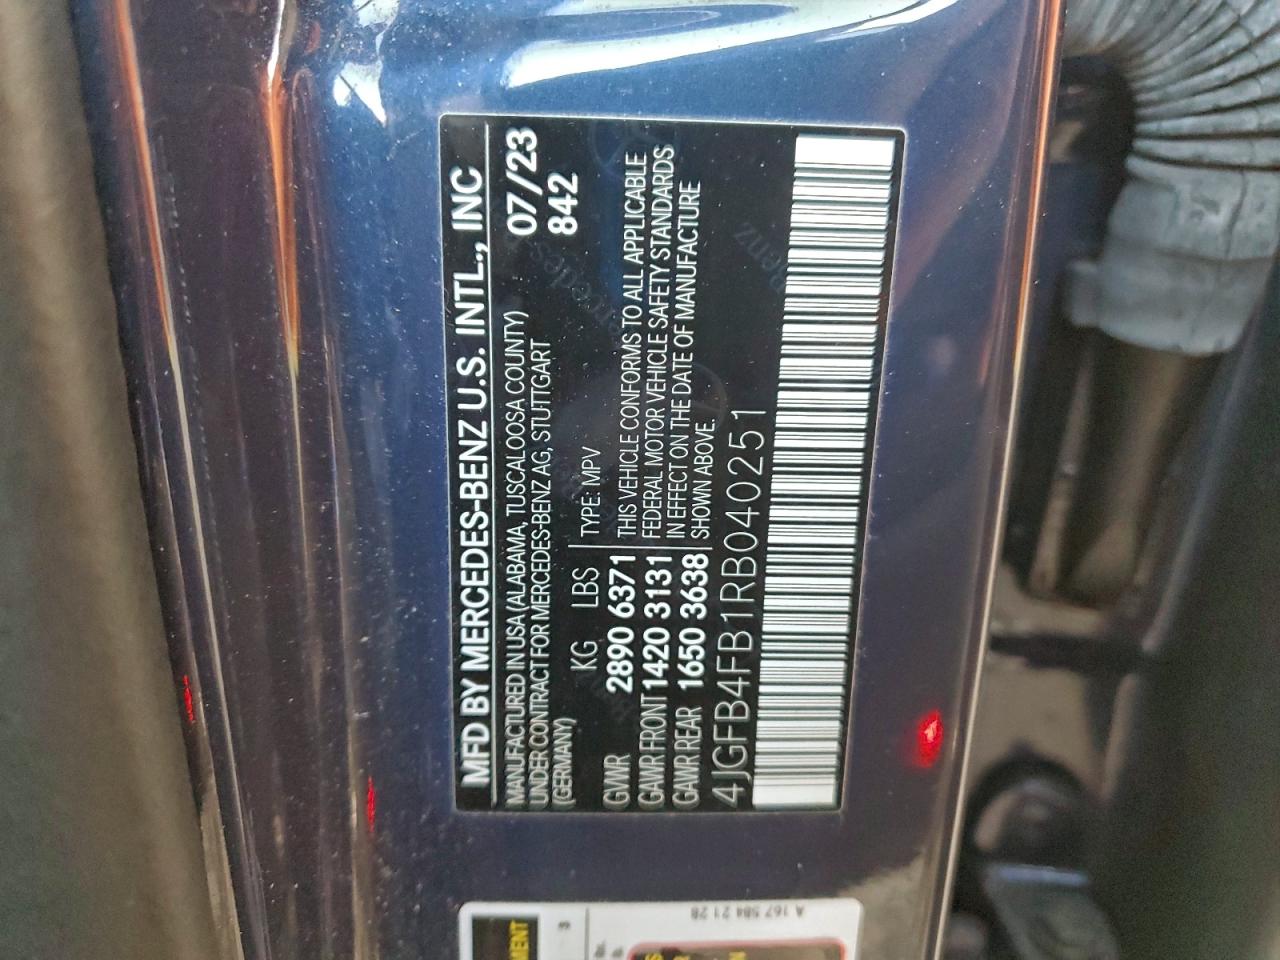 MFD BY MERCEDES-BENZ U.S. INTL., INC
MANUFACTURED IN USA (ALABAMA, TUSCALOOSA COUNTY)
UNDER CONTRACT FOR MERCEDES-BENZ AG, STUTTGART
(GERMANY)
07/23
842
KG LBS TYPE: MPV
GVWR 2890 6371
GAWR FRONT 1420 3131
GAWR REAR 1650 3638
THIS VEHICLE CONFORMS TO ALL APPLICABLE
FEDERAL MOTOR VEHICLE SAFETY STANDARDS
IN EFFECT ON THE DATE OF MANUFACTURE
SHOWN ABOVE.
4JGFB4FB1RB040251
A 167 584 21 28